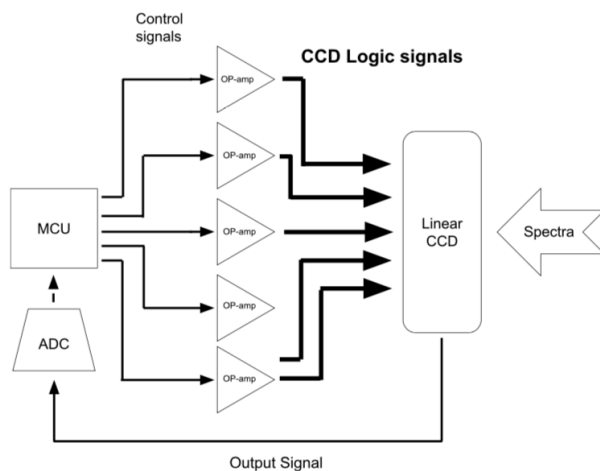 Control
signals
CCD Logic signals
OP-amp
OP-amp
MCU
OP-amp
Linear
CCD
Spectra
OP-amp
ADC
OP-amp
Output Signal